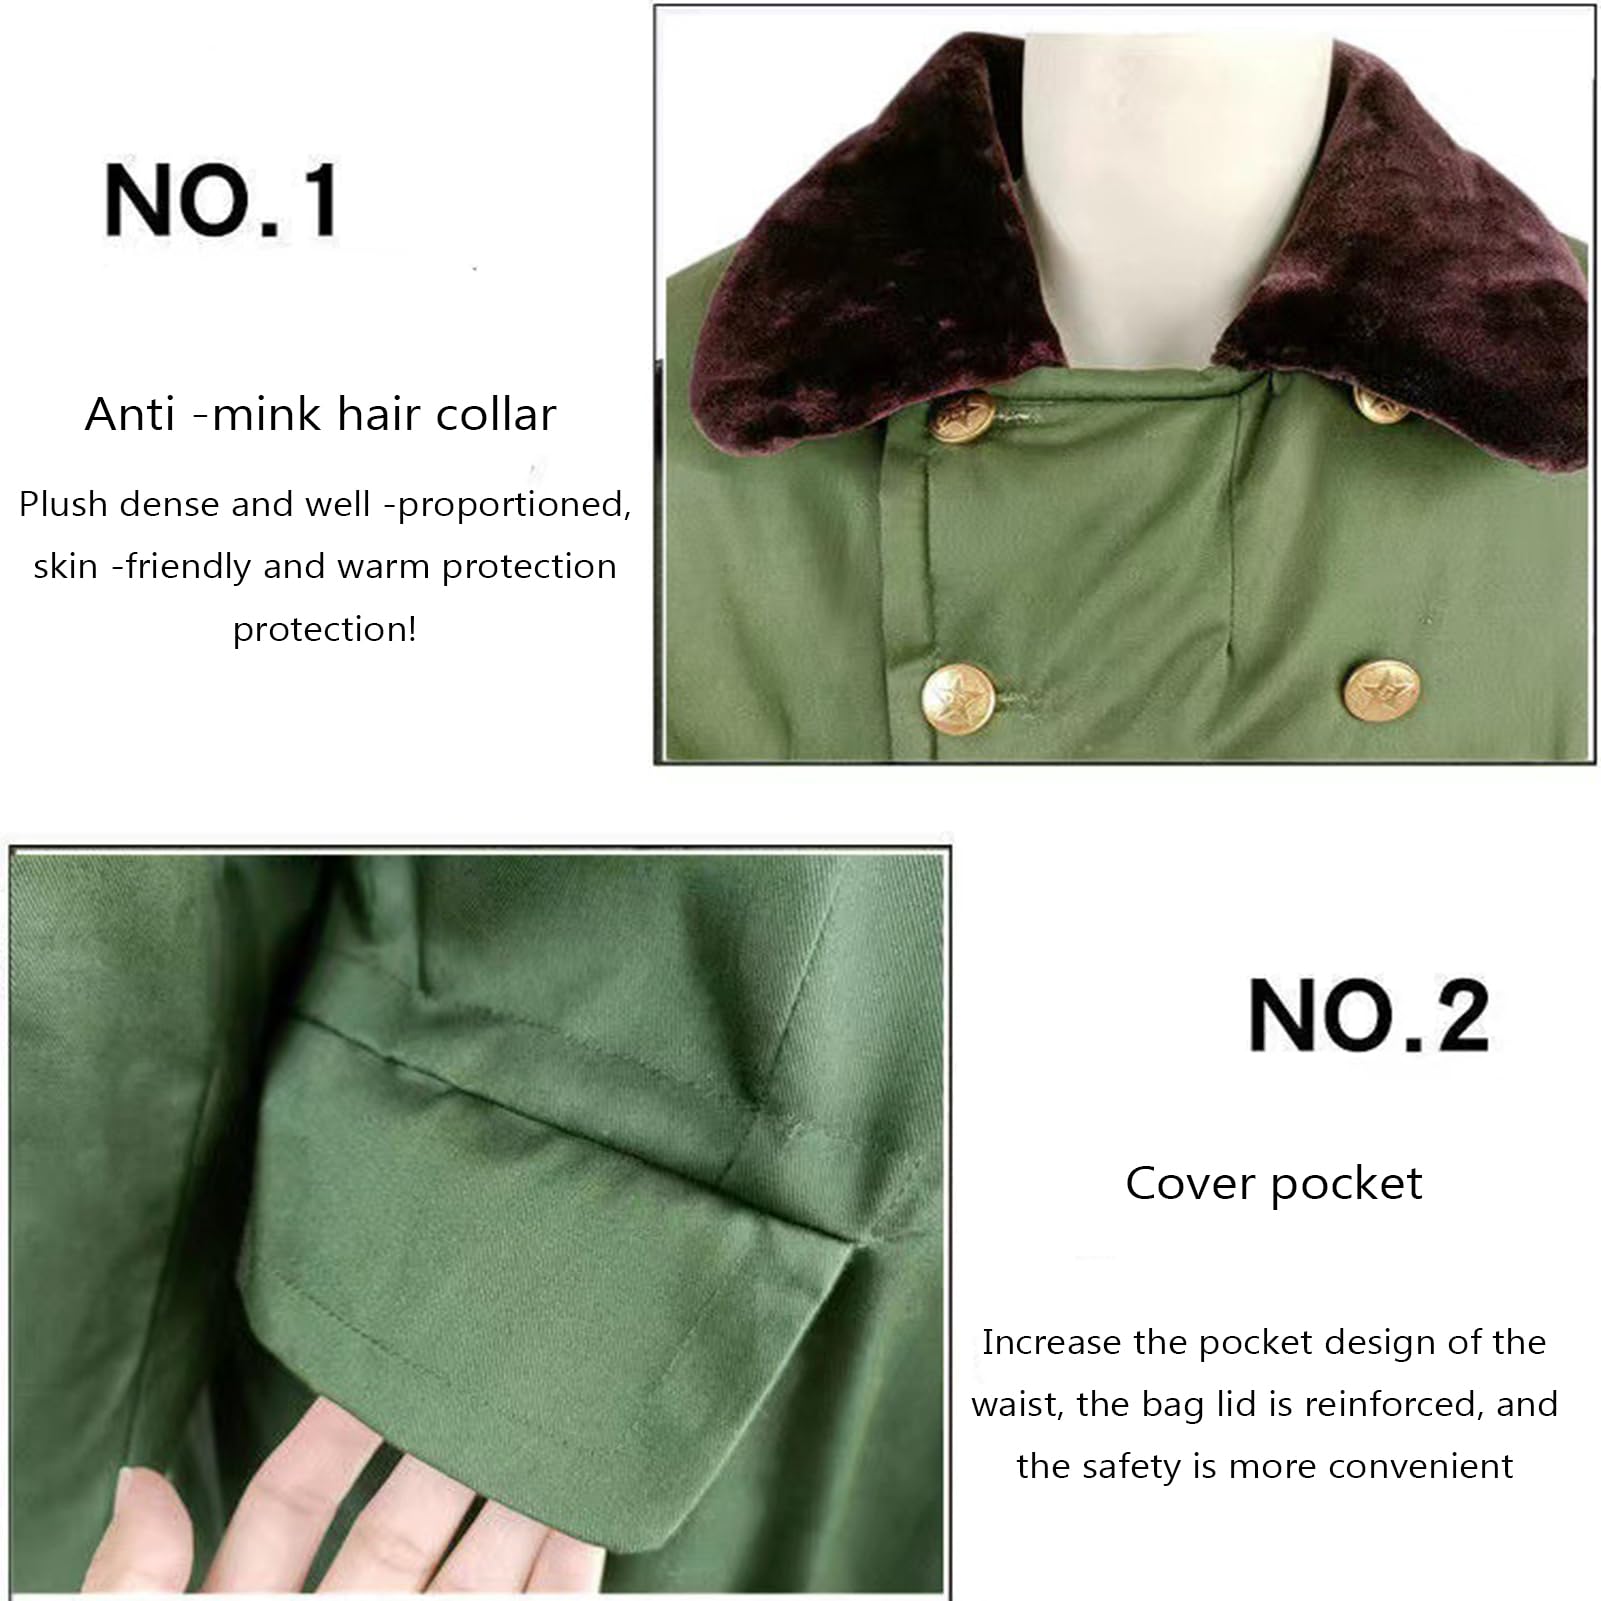 NO.1
Anti -mink hair collar
Plush dense and well -proportioned,
skin -friendly and warm protection
protection!
NO.2
Cover pocket
Increase the pocket design of the
waist, the bag lid is reinforced, and
the safety is more convenient